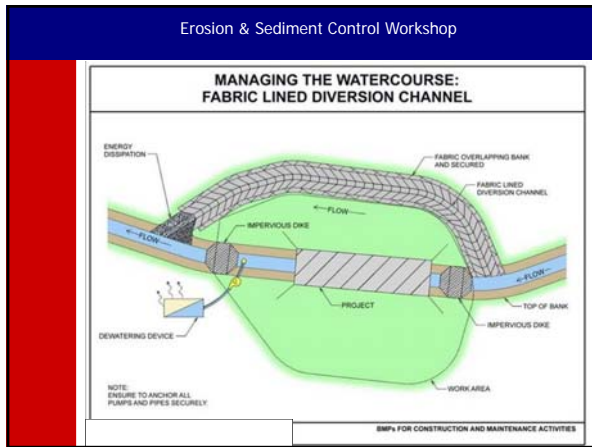 Erosion & Sediment Control Workshop
MANAGING THE WATERCOURSE:
FABRIC LINED DIVERSION CHANNEL
ENERGY
DISSIPATION
FABRIC OVERLAPPING BANK
AND SECURED
FABRIC LINED
DIVERSION CHANNEL
FLOW
IMPERVIOUS DIKE
FLOW
FLOW
PROJECT
TOP OF BANK
IMPERVIOUS DIKE
DEWATERING DEVICE
WORK AREA
NOTE:
ENSURE TO ANCHOR ALL
PUMPS AND PIPES SECURELY.
BMPs FOR CONSTRUCTION AND MAINTENANCE ACTIVITIES